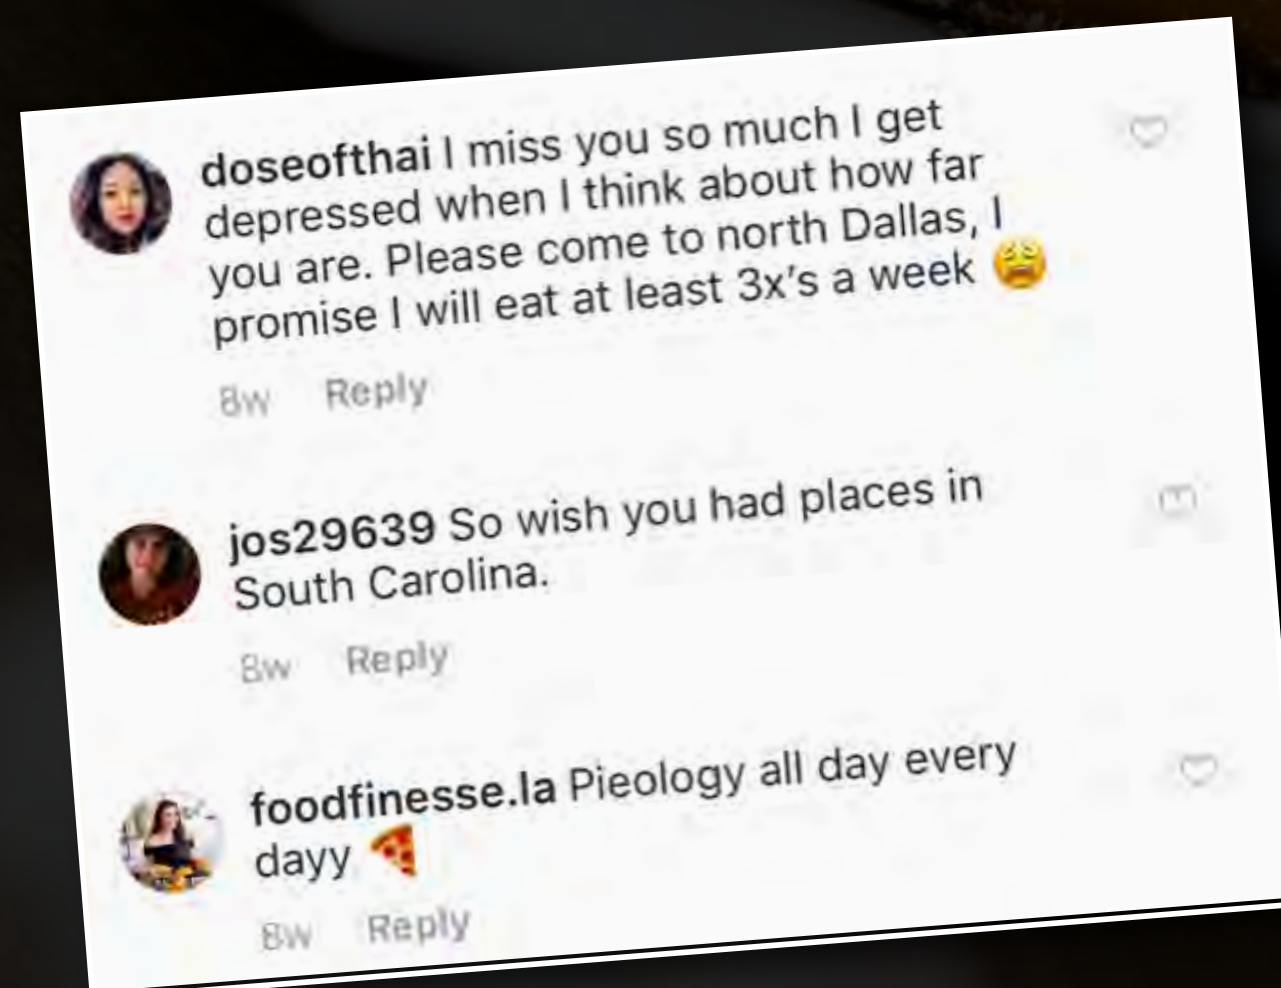 doseofthai I miss you so much I get
depressed when I think about how far
you are. Please come to north Dallas, I
promise I will eat at least 3x's a week 😩
8w Reply
jos29639 So wish you had places in
South Carolina.
8w Reply
foodfinesse.la Pieology all day every
dayy 🍕
8w Reply